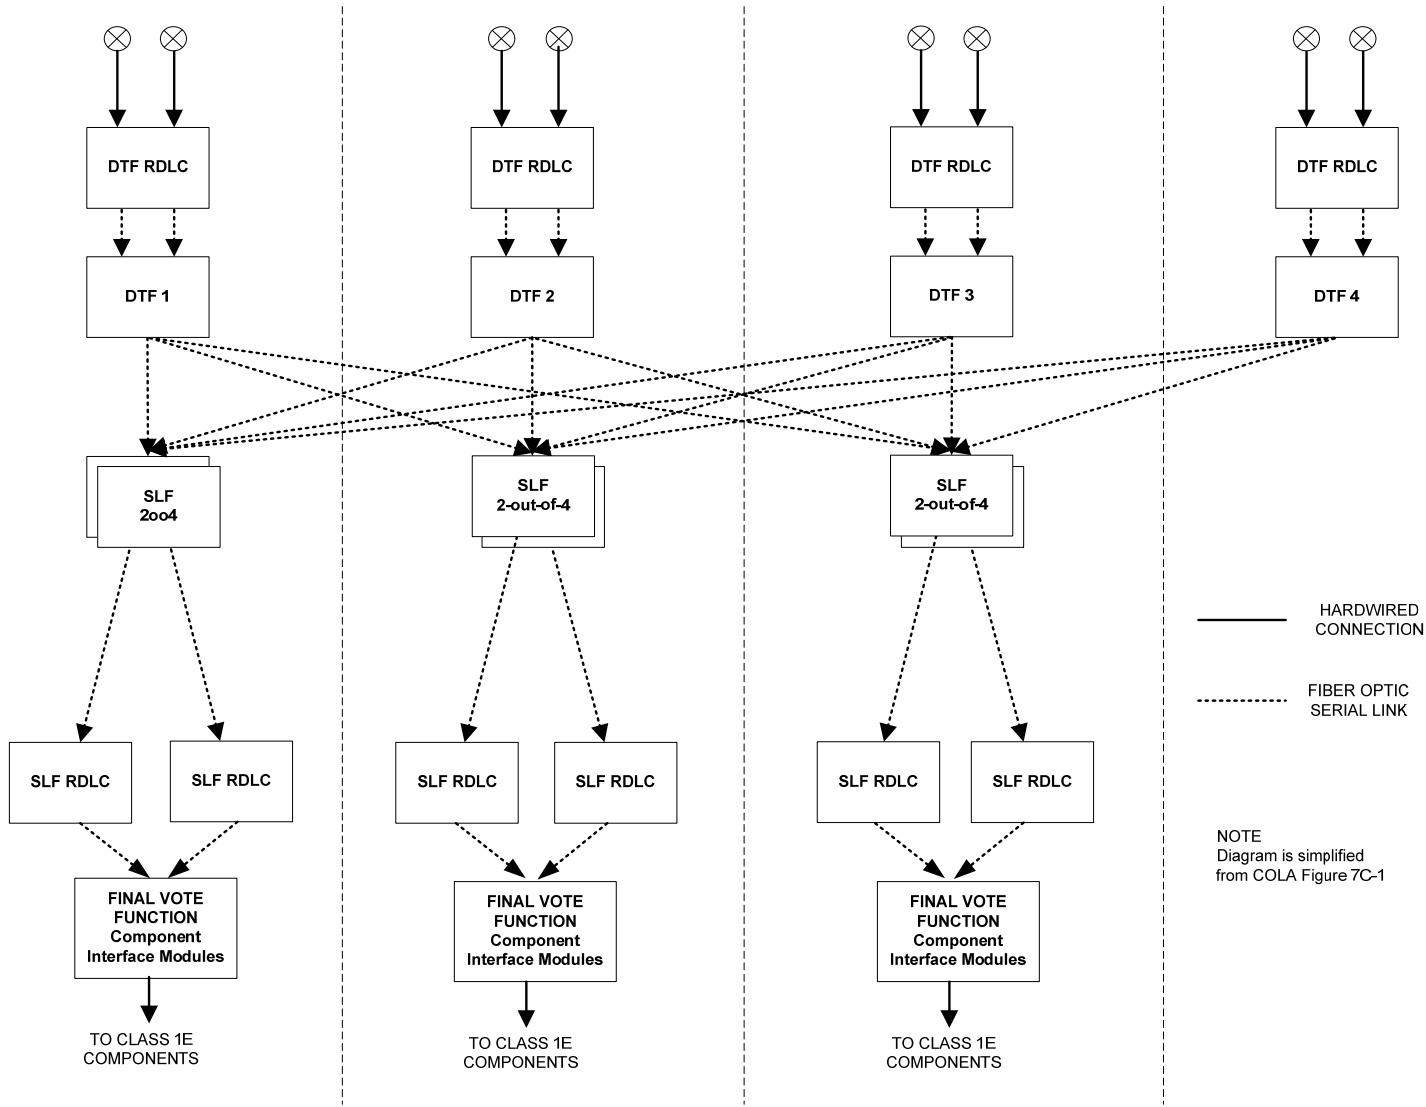 DTF RDLC
DTF RDLC
DTF RDLC
DTF RDLC
DTF 1
DTF 2
DTF 3
DTF 4
SLF
2oo4
SLF
2-out-of-4
SLF
2-out-of-4
HARDWIRED
CONNECTION
FIBER OPTIC
SERIAL LINK
SLF RDLC
SLF RDLC
SLF RDLC
SLF RDLC
SLF RDLC
SLF RDLC
NOTE
Diagram is simplified
from COLA Figure 7C-1
FINAL VOTE
FUNCTION
Component
Interface Modules
FINAL VOTE
FUNCTION
Component
Interface Modules
FINAL VOTE
FUNCTION
Component
Interface Modules
TO CLASS 1E
COMPONENTS
TO CLASS 1E
COMPONENTS
TO CLASS 1E
COMPONENTS